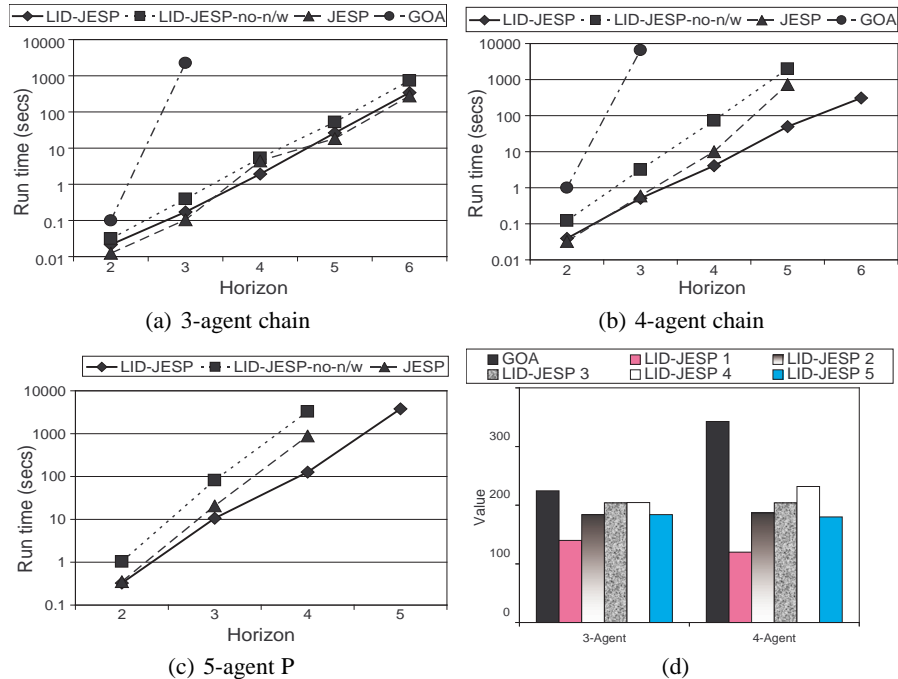 LID-JESP LID-JESP-no-n/w JESP GOA
10000
1000
100
10
1
0.1
0.01
Run time (secs)
2 3 4 5 6
Horizon
(a) 3-agent chain
LID-JESP LID-JESP-no-n/w JESP GOA
10000
1000
100
10
1
0.1
0.01
Run time (secs)
2 3 4 5 6
Horizon
(b) 4-agent chain
LID-JESP LID-JESP-no-n/w JESP
10000
1000
100
10
1
0.1
Run time (secs)
2 3 4 5
Horizon
(c) 5-agent P
GOA LID-JESP 1 LID-JESP 2
LID-JESP 3 LID-JESP 4 LID-JESP 5
300
200
100
0
Value
3-Agent 4-Agent
(d)